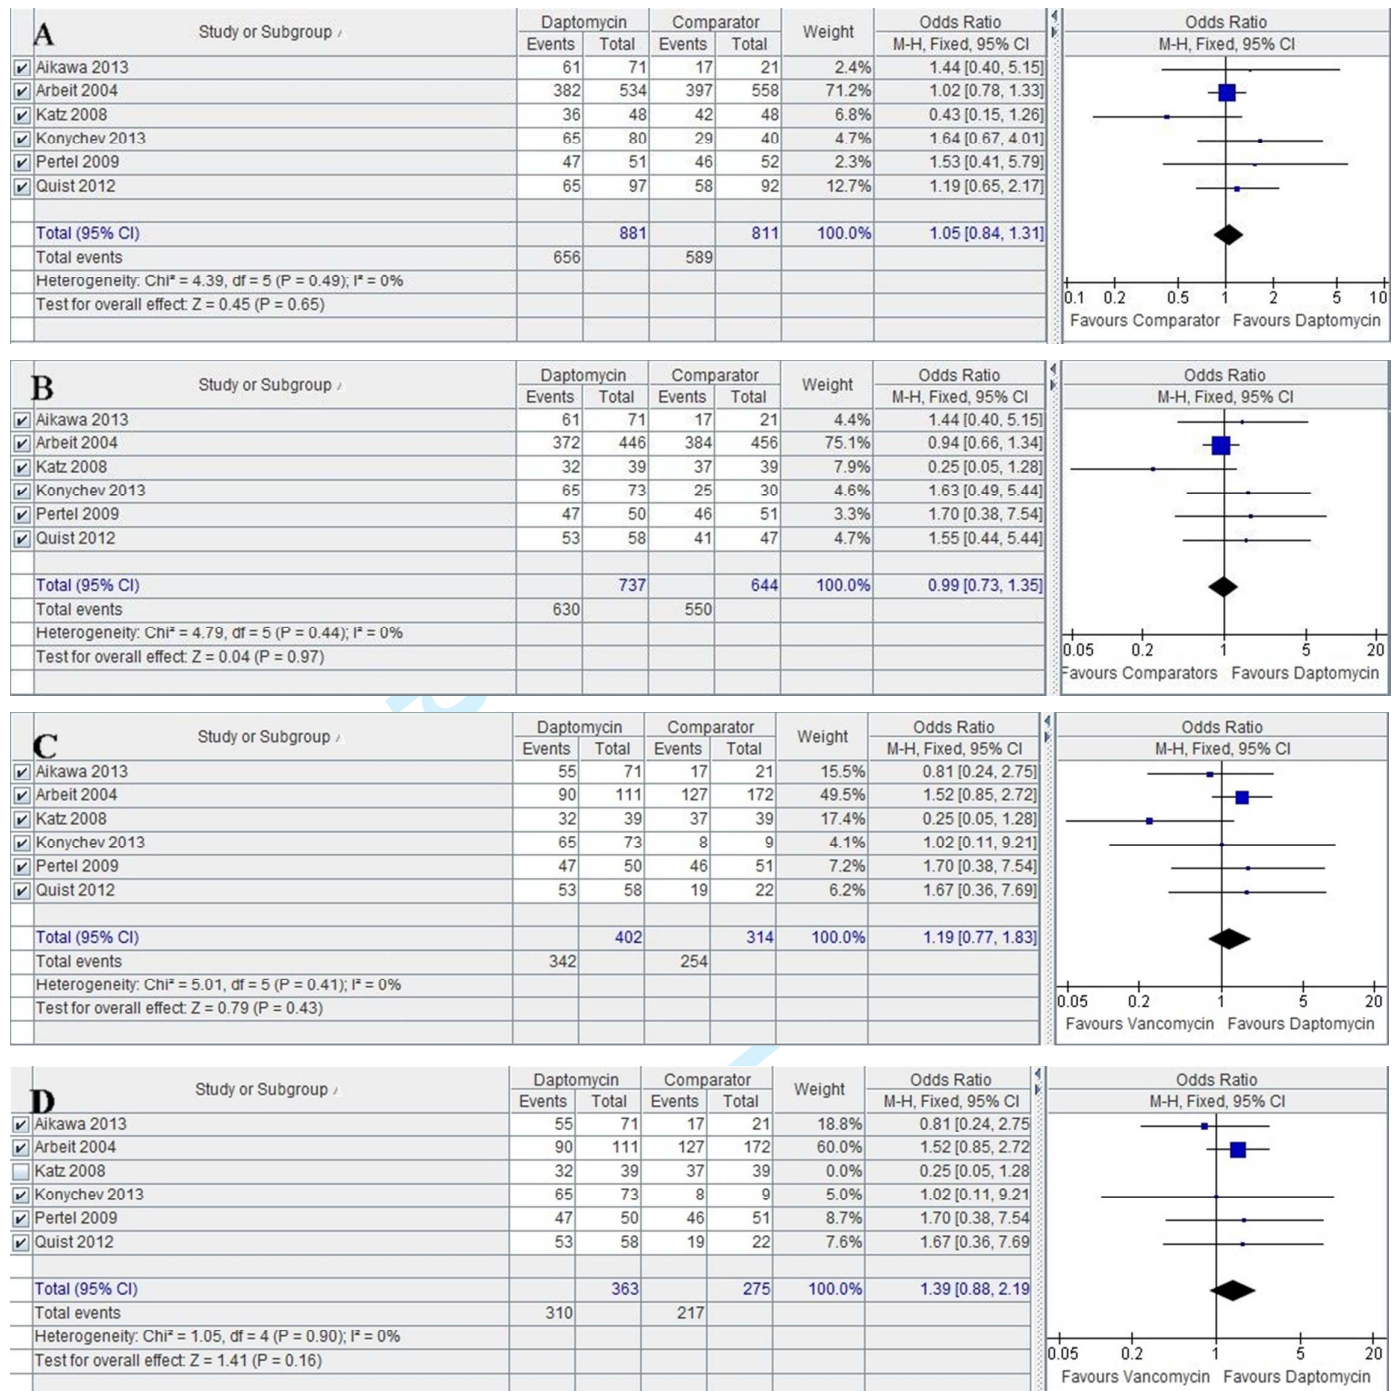 A Study or Subgroup Daptomycin Comparator Weight Odds Ratio Odds Ratio
Events Total Events Total M-H, Fixed, 95% CI M-H, Fixed, 95% CI
Aikawa 2013 61 71 17 21 2.4% 1.44 [0.40, 5.15]
Arbeit 2004 382 534 397 558 71.2% 1.02 [0.78, 1.33]
Katz 2008 36 48 42 48 6.8% 0.43 [0.15, 1.26]
Konychev 2013 65 80 29 40 4.7% 1.64 [0.67, 4.01]
Pertel 2009 47 51 46 52 2.3% 1.53 [0.41, 5.79]
Quist 2012 65 97 58 92 12.7% 1.19 [0.65, 2.17]
Total (95% CI) 881 811 100.0% 1.05 [0.84, 1.31]
Total events 656 589
Heterogeneity: Chi² = 4.39, df = 5 (P = 0.49); I² = 0%
Test for overall effect: Z = 0.45 (P = 0.65)
0.1 0.2 0.5 1 2 5 10
Favours Comparator Favours Daptomycin
B Study or Subgroup Daptomycin Comparator Weight Odds Ratio Odds Ratio
Events Total Events Total M-H, Fixed, 95% CI M-H, Fixed, 95% CI
Aikawa 2013 61 71 17 21 4.4% 1.44 [0.40, 5.15]
Arbeit 2004 372 446 384 456 75.1% 0.94 [0.66, 1.34]
Katz 2008 32 39 37 39 7.9% 0.25 [0.05, 1.28]
Konychev 2013 65 73 25 30 4.6% 1.63 [0.49, 5.44]
Pertel 2009 47 50 46 51 3.3% 1.70 [0.38, 7.54]
Quist 2012 53 58 41 47 4.7% 1.55 [0.44, 5.44]
Total (95% CI) 737 644 100.0% 0.99 [0.73, 1.35]
Total events 630 550
Heterogeneity: Chi² = 4.79, df = 5 (P = 0.44); I² = 0%
Test for overall effect: Z = 0.04 (P = 0.97)
0.05 0.2 1 5 20
Favours Comparators Favours Daptomycin
C Study or Subgroup Daptomycin Comparator Weight Odds Ratio Odds Ratio
Events Total Events Total M-H, Fixed, 95% CI M-H, Fixed, 95% CI
Aikawa 2013 55 71 17 21 15.5% 0.81 [0.24, 2.75]
Arbeit 2004 90 111 127 172 49.5% 1.52 [0.85, 2.72]
Katz 2008 32 39 37 39 17.4% 0.25 [0.05, 1.28]
Konychev 2013 65 73 8 9 4.1% 1.02 [0.11, 9.21]
Pertel 2009 47 50 46 51 7.2% 1.70 [0.38, 7.54]
Quist 2012 53 58 19 22 6.2% 1.67 [0.36, 7.69]
Total (95% CI) 402 314 100.0% 1.19 [0.77, 1.83]
Total events 342 254
Heterogeneity: Chi² = 5.01, df = 5 (P = 0.41); I² = 0%
Test for overall effect: Z = 0.79 (P = 0.43)
0.05 0.2 1 5 20
Favours Vancomycin Favours Daptomycin
D Study or Subgroup Daptomycin Comparator Weight Odds Ratio Odds Ratio
Events Total Events Total M-H, Fixed, 95% CI M-H, Fixed, 95% CI
Aikawa 2013 55 71 17 21 18.8% 0.81 [0.24, 2.75
Arbeit 2004 90 111 127 172 60.0% 1.52 [0.85, 2.72
Katz 2008 32 39 37 39 0.0% 0.25 [0.05, 1.28
Konychev 2013 65 73 8 9 5.0% 1.02 [0.11, 9.21
Pertel 2009 47 50 46 51 8.7% 1.70 [0.38, 7.54
Quist 2012 53 58 19 22 7.6% 1.67 [0.36, 7.69
Total (95% CI) 363 275 100.0% 1.39 [0.88, 2.19
Total events 310 217
Heterogeneity: Chi² = 1.05, df = 4 (P = 0.90); I² = 0%
Test for overall effect: Z = 1.41 (P = 0.16)
0.05 0.2 1 5 20
Favours Vancomycin Favours Daptomycin